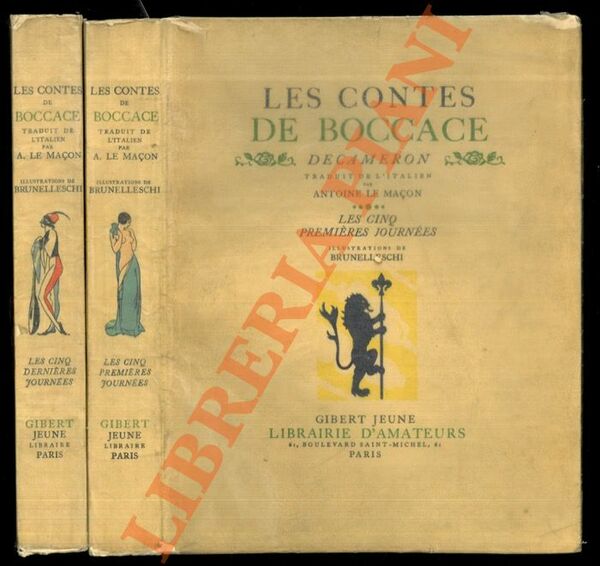 LES CONTES
DE
BOCCACE
TRADUIT DE
L'ITALIEN
PAR
A. LE MAÇON
ILLUSTRATIONS DE
BRUNELLESCHI
LES CINQ
DERNIÈRES
JOURNÉES
GIBERT
JEUNE
LIBRAIRE
PARIS
LES CONTES
DE
BOCCACE
TRADUIT DE
L'ITALIEN
PAR
A. LE MAÇON
ILLUSTRATIONS DE
BRUNELLESCHI
LES CINQ
PREMIÈRES
JOURNÉES
GIBERT
JEUNE
LIBRAIRE
PARIS
LES CONTES
DE BOCCACE
DECAMERON
TRADUIT DE L'ITALIEN
PAR
ANTOINE LE MAÇON
LES CINQ
PREMIÈRES JOURNÉES
ILLUSTRATIONS DE
BRUNELLESCHI
GIBERT JEUNE
LIBRAIRIE D'AMATEURS
61, BOULEVARD SAINT-MICHEL, 61
PARIS
LIBRERIA PIANI